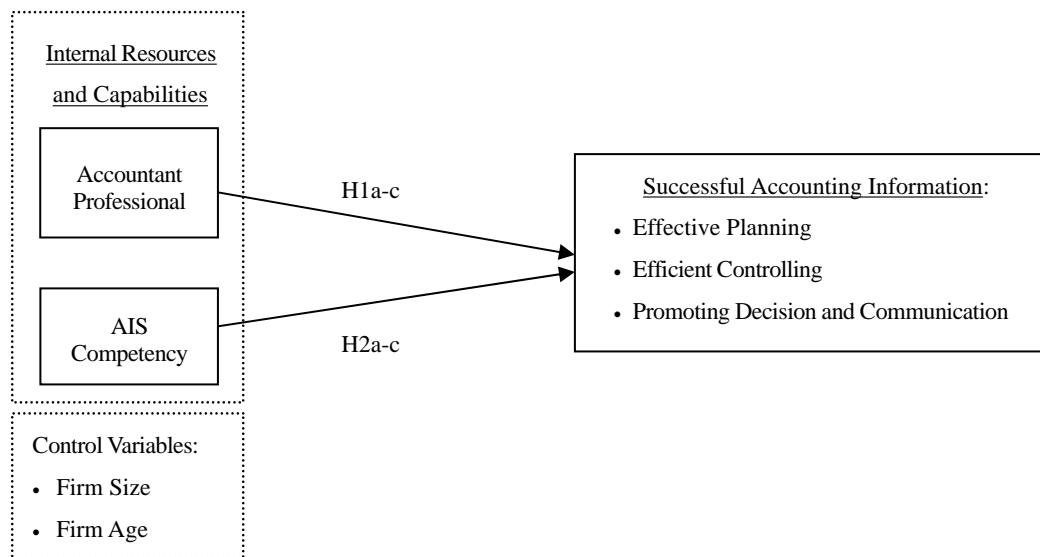 Internal Resources
and Capabilities
Accountant
Professional
H1a-c
AIS
Competency
H2a-c
Successful Accounting Information:
• Effective Planning
• Efficient Controlling
• Promoting Decision and Communication
Control Variables:
• Firm Size
• Firm Age